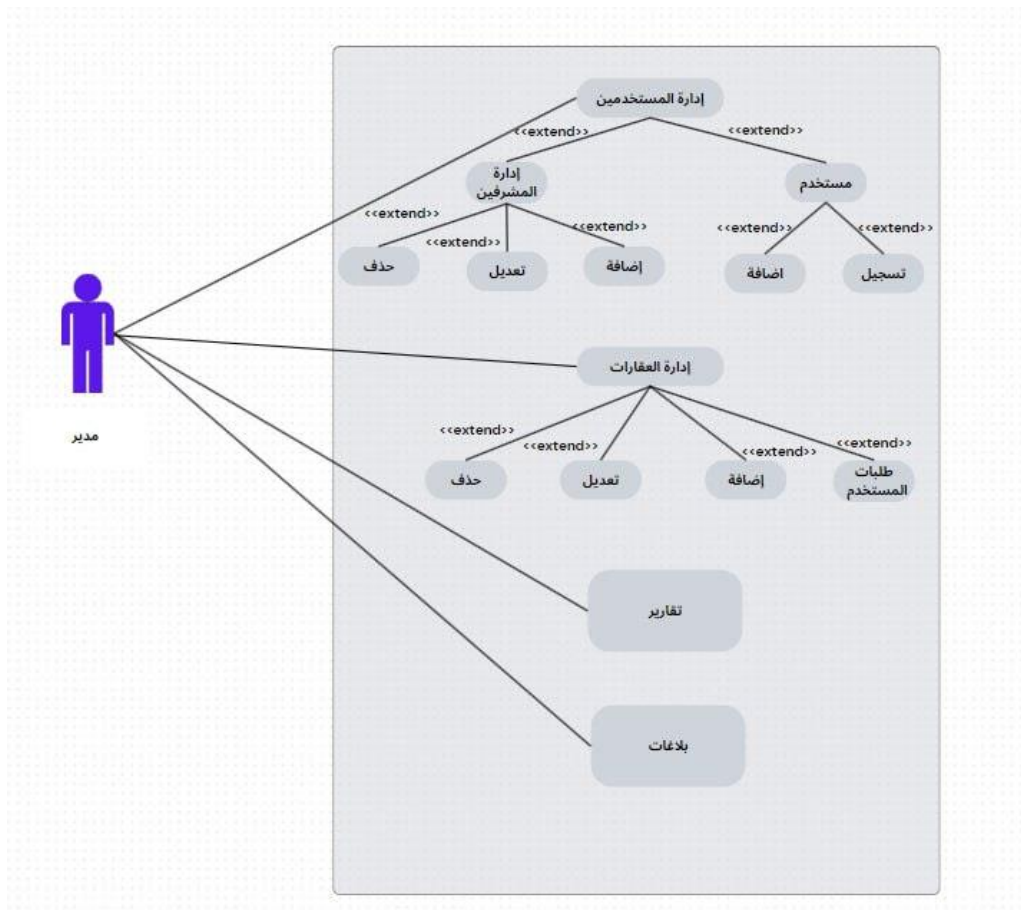 إدارة المستخدمين
<<extend>>
<<extend>>
إدارة
المشرفين
مستخدم
<<extend>>
<<extend>>
<<extend>>
<<extend>>
<<extend>>
حذف
تعديل
إضافة
اضافة
تسجيل
إدارة العقارات
مدير
<<extend>>
<<extend>>
<<extend>>
<<extend>>
حذف
تعديل
إضافة
طلبات
المستخدم
تقارير
بلاغات